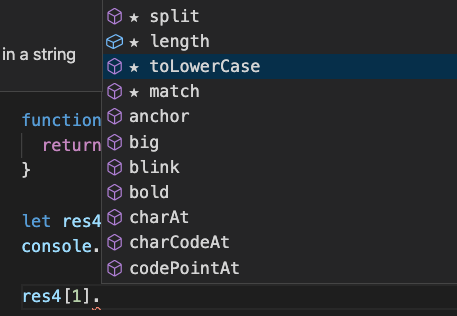 ★ split
★ length
in a string
★ toLowerCase
★ match
function
anchor
return
big
}
blink
bold
charAt
let res4
charCodeAt
console.
codePointAt
res4[1].